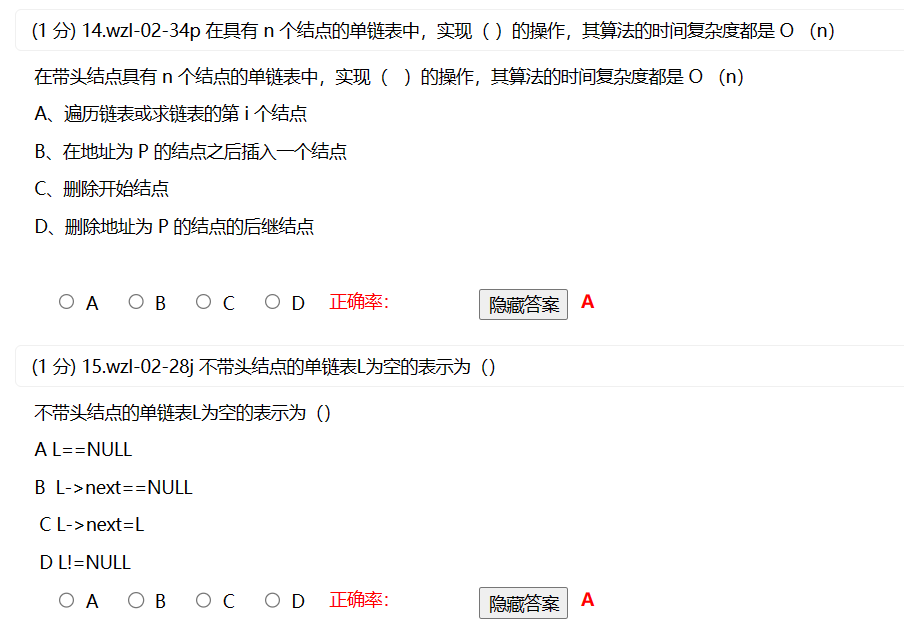 (1 分) 14.wzl-02-34p 在具有 n 个结点的单链表中，实现（ ）的操作，其算法的时间复杂度都是 O （n）
在带头结点具有 n 个结点的单链表中，实现（ ）的操作，其算法的时间复杂度都是 O （n）
A、遍历链表或求链表的第 i 个结点
B、在地址为 P 的结点之后插入一个结点
C、删除开始结点
D、删除地址为 P 的结点的后继结点
A B C D 正确率： 隐藏答案 A
(1 分) 15.wzl-02-28j 不带头结点的单链表L为空的表示为（）
不带头结点的单链表L为空的表示为（）
A L==NULL
B L->next==NULL
C L->next=L
D L!=NULL
A B C D 正确率： 隐藏答案 A